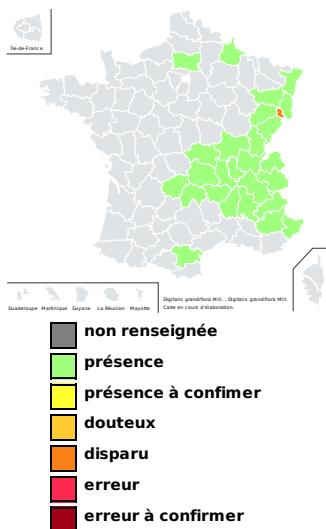 Île-de-France
Guadeloupe Martinique Guyane La Réunion Mayotte
Digitalis grandiflora Mill. , Digitalis grandiflora Mill.
Carte en cours d'élaboration.
non renseignée
présence
présence à confimer
douteux
disparu
erreur
erreur à confirmer